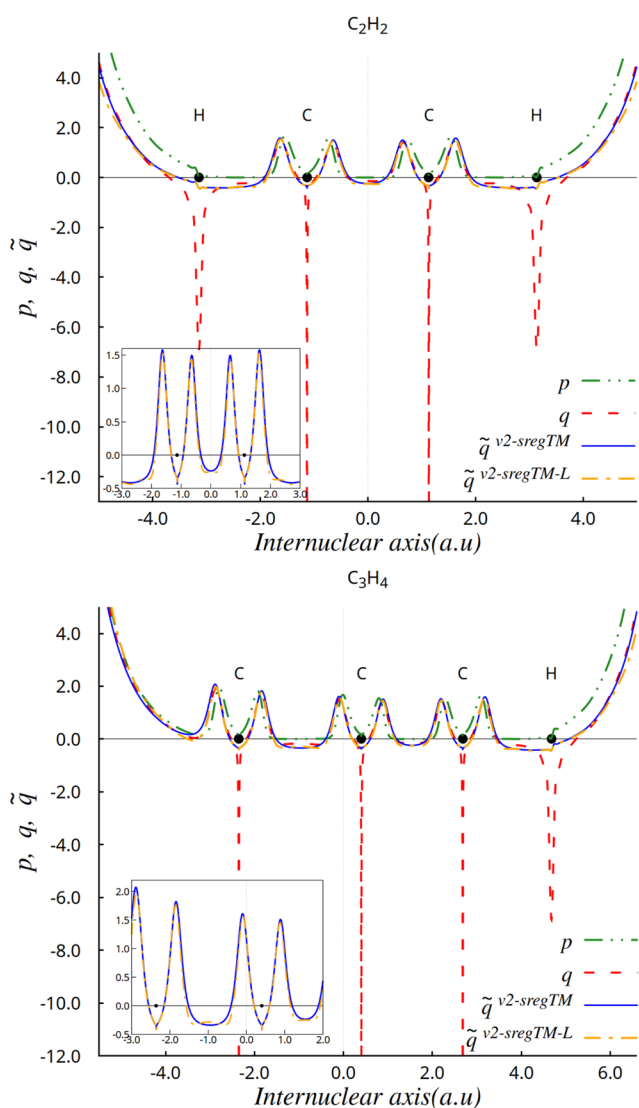 C₂H₂
4.0
2.0
0.0
-2.0
-4.0
-6.0
-8.0
-10.0
-12.0
p, q, q̃
H C C H
1.5
1.0
0.5
0.0
-0.5
-3.0 -2.0 -1.0 0.0 1.0 2.0 3.0
p
q
q̃ v2-sregTM
q̃ v2-sregTM-L
-4.0 -2.0 0.0 2.0 4.0
Internuclear axis(a.u)
C₃H₄
4.0
2.0
0.0
-2.0
-4.0
-6.0
-8.0
-10.0
-12.0
p, q, q̃
C C C H
2.0
1.5
1.0
0.5
0.0
-0.5
-3.0 -2.0 -1.0 0.0 1.0 2.0
p
q
q̃ v2-sregTM
q̃ v2-sregTM-L
-4.0 -2.0 0.0 2.0 4.0 6.0
Internuclear axis(a.u)